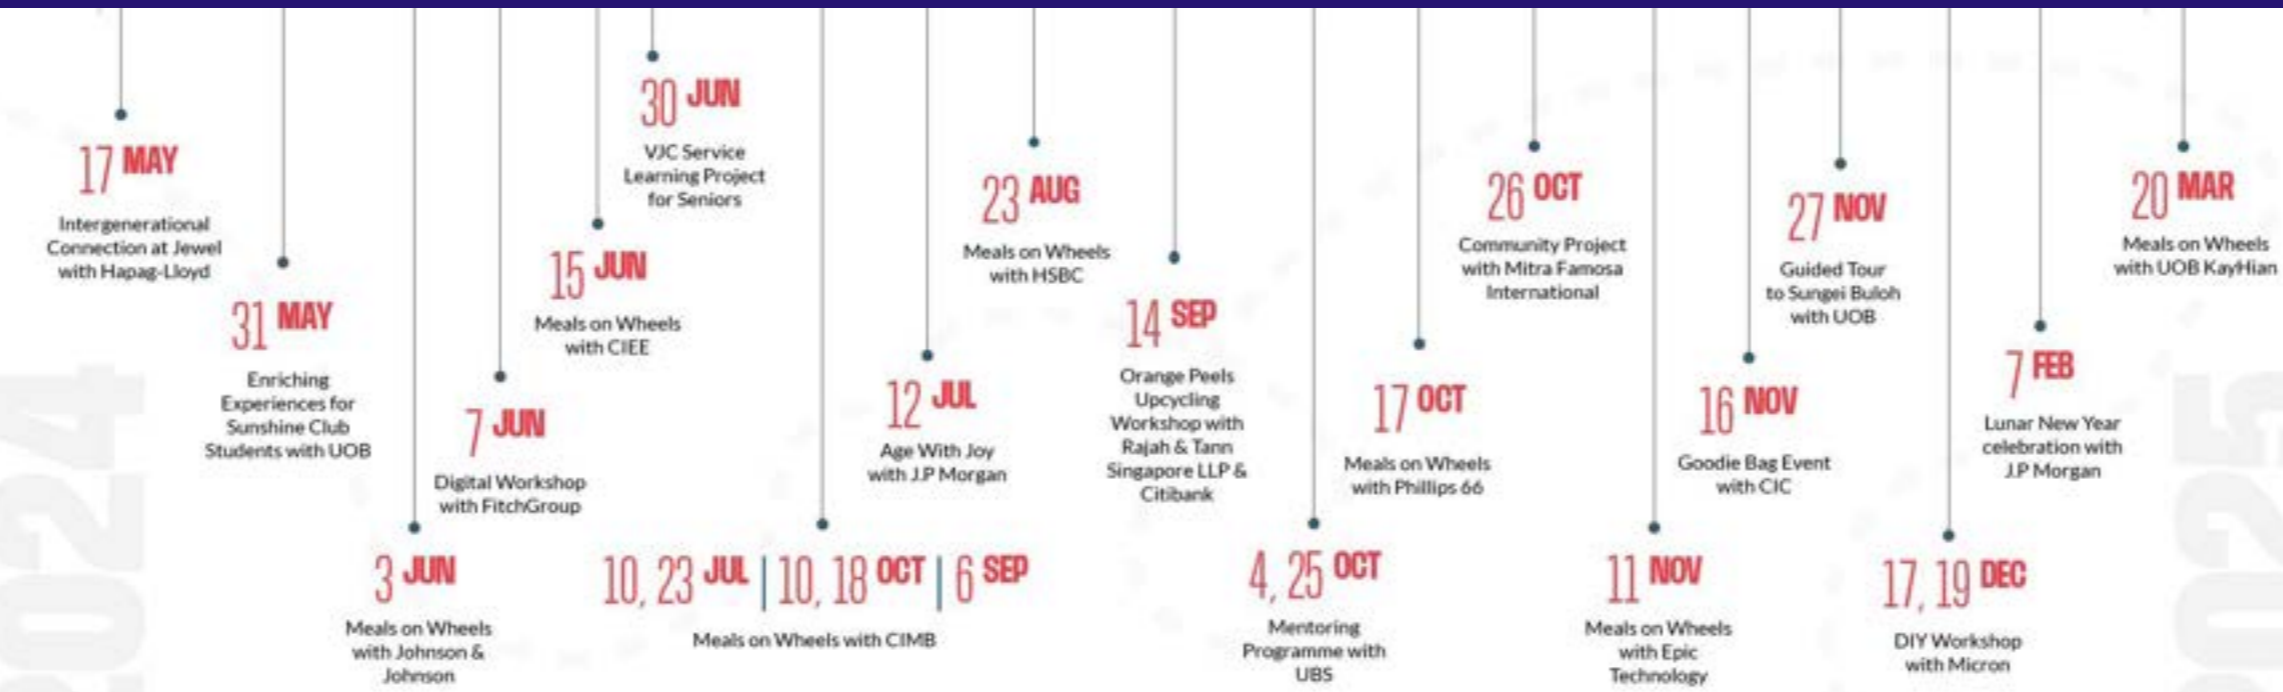 2024
17 MAY
Intergenerational
Connection at Jewel
with Hapag-Lloyd
31 MAY
Enriching
Experiences for
Sunshine Club
Students with UOB
3 JUN
Meals on Wheels
with Johnson &
Johnson
7 JUN
Digital Workshop
with FitchGroup
15 JUN
Meals on Wheels
with CIEE
30 JUN
VJC Service
Learning Project
for Seniors
10, 23 JUL | 10, 18 OCT | 6 SEP
Meals on Wheels with CIMB
12 JUL
Age With Joy
with J.P Morgan
23 AUG
Meals on Wheels
with HSBC
14 SEP
Orange Peels
Upcycling
Workshop with
Rajah & Tann
Singapore LLP &
Citibank
4, 25 OCT
Mentoring
Programme with
UBS
17 OCT
Meals on Wheels
with Phillips 66
26 OCT
Community Project
with Mitra Famosa
International
11 NOV
Meals on Wheels
with Epic
Technology
16 NOV
Goodie Bag Event
with CIC
27 NOV
Guided Tour
to Sungei Buloh
with UOB
17, 19 DEC
DIY Workshop
with Micron
7 FEB
Lunar New Year
celebration with
J.P Morgan
20 MAR
Meals on Wheels
with UOB KayHian
2025